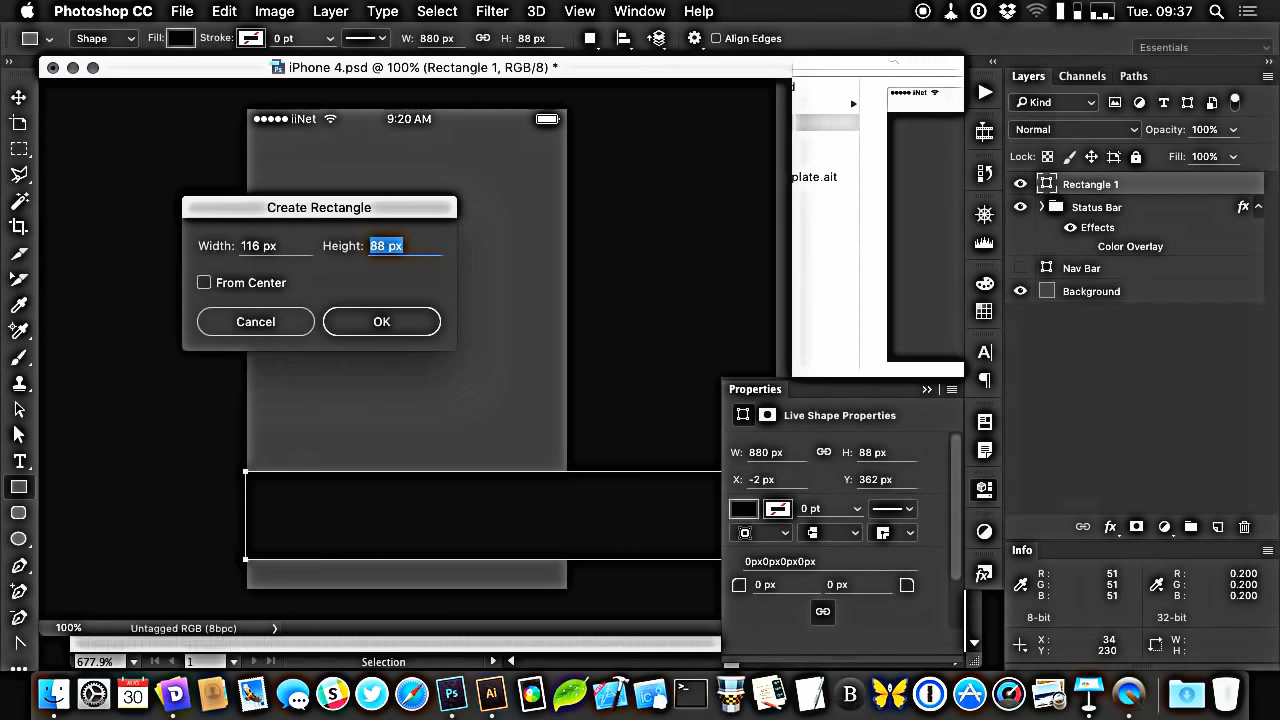 Photoshop CC File Edit Image Layer Type Select Filter 3D View Window Help Tue. 09:37
Shape Fill: Stroke: 0 pt W: 880 px H: 88 px Align Edges
Essentials
iPhone 4.psd @ 100% (Rectangle 1, RGB/8) *
iiNet 9:20 AM
Create Rectangle
Width: 116 px Height: 88 px
From Center
Cancel OK
100% Untagged RGB (8bpc)
677.9% 1 Selection
iiNet
plate.ait
Properties
Live Shape Properties
W: 880 px H: 88 px
X: -2 px Y: 362 px
0 pt
0px0px0px0px
0 px 0 px
Layers Channels Paths
Kind
Normal Opacity: 100%
Lock: Fill: 100%
Rectangle 1
Status Bar fx
Effects
Color Overlay
Nav Bar
Background
fx
Info
R: 51 R: 0.200
G: 51 G: 0.200
B: 51 B: 0.200
8-bit 32-bit
X: 34 W:
Y: 230 H:
AUG
30
Ps
Ai
B